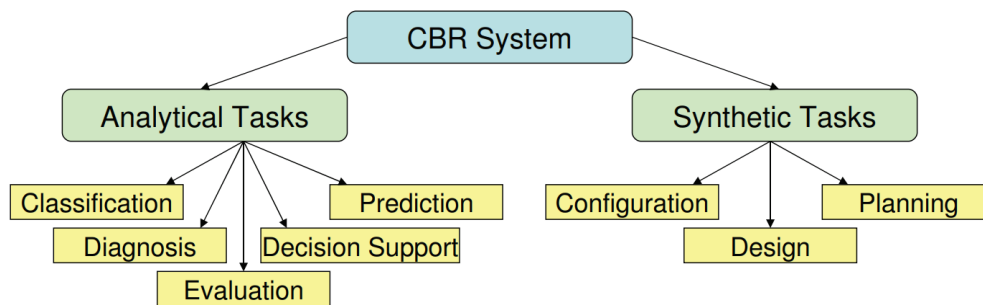 CBR System
Analytical Tasks
Synthetic Tasks
Classification
Prediction
Configuration
Planning
Diagnosis
Decision Support
Design
Evaluation